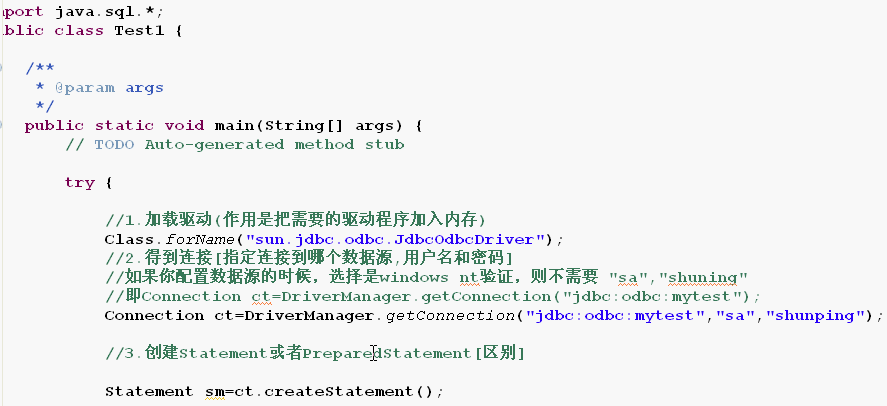 port java.sql.*;
blic class Test1 {
/**
* @param args
*/
public static void main(String[] args) {
// TODO Auto-generated method stub
try {
//1.加载驱动(作用是把需要的驱动程序加入内存)
Class.forName("sun.jdbc.odbc.JdbcOdbcDriver");
//2.得到连接[指定连接到哪个数据源,用户名和密码]
//如果你配置数据源的时候，选择是windows nt验证，则不需要 "sa","shuning"
//即Connection ct=DriverManager.getConnection("jdbc:odbc:mytest");
Connection ct=DriverManager.getConnection("jdbc:odbc:mytest","sa","shunping");
//3.创建Statement或者PreparedStatement[区别]
Statement sm=ct.createStatement();